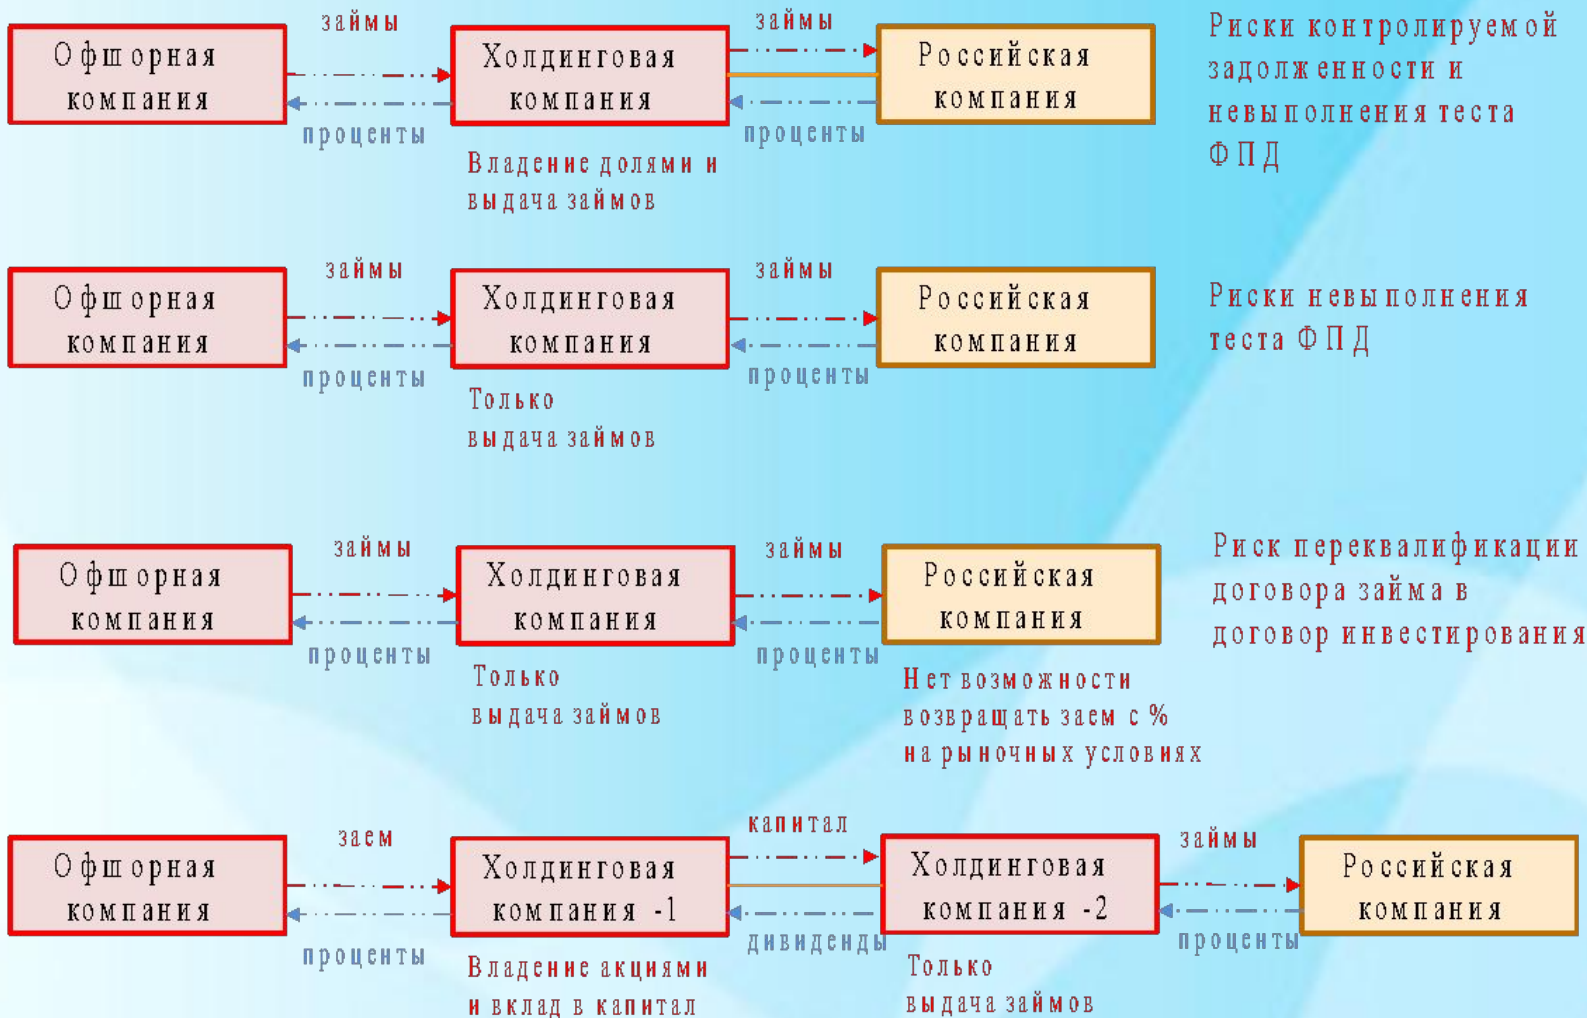 займы
займы
Офшорная
компания
Холдинговая
компания
Российская
компания
проценты
проценты
Владение долями и
выдача займов
Риски контролируемой
задолженности и
невыполнения теста
ФПД
займы
займы
Офшорная
компания
Холдинговая
компания
Российская
компания
проценты
проценты
Только
выдача займов
Риски невыполнения
теста ФПД
займы
займы
Офшорная
компания
Холдинговая
компания
Российская
компания
проценты
проценты
Только
выдача займов
Нет возможности
возвращать заем с %
на рыночных условиях
Риск переквалификации
договора займа в
договор инвестирования
заем
капитал
займы
Офшорная
компания
Холдинговая
компания -1
Холдинговая
компания -2
Российская
компания
проценты
дивиденды
проценты
Владение акциями
и вклад в капитал
Только
выдача займов